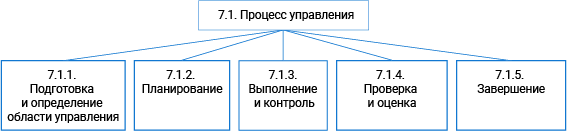 7.1. Процесс управления
7.1.1.
Подготовка
и определение
области управления
7.1.2.
Планирование
7.1.3.
Выполнение
и контроль
7.1.4.
Проверка
и оценка
7.1.5.
Завершение